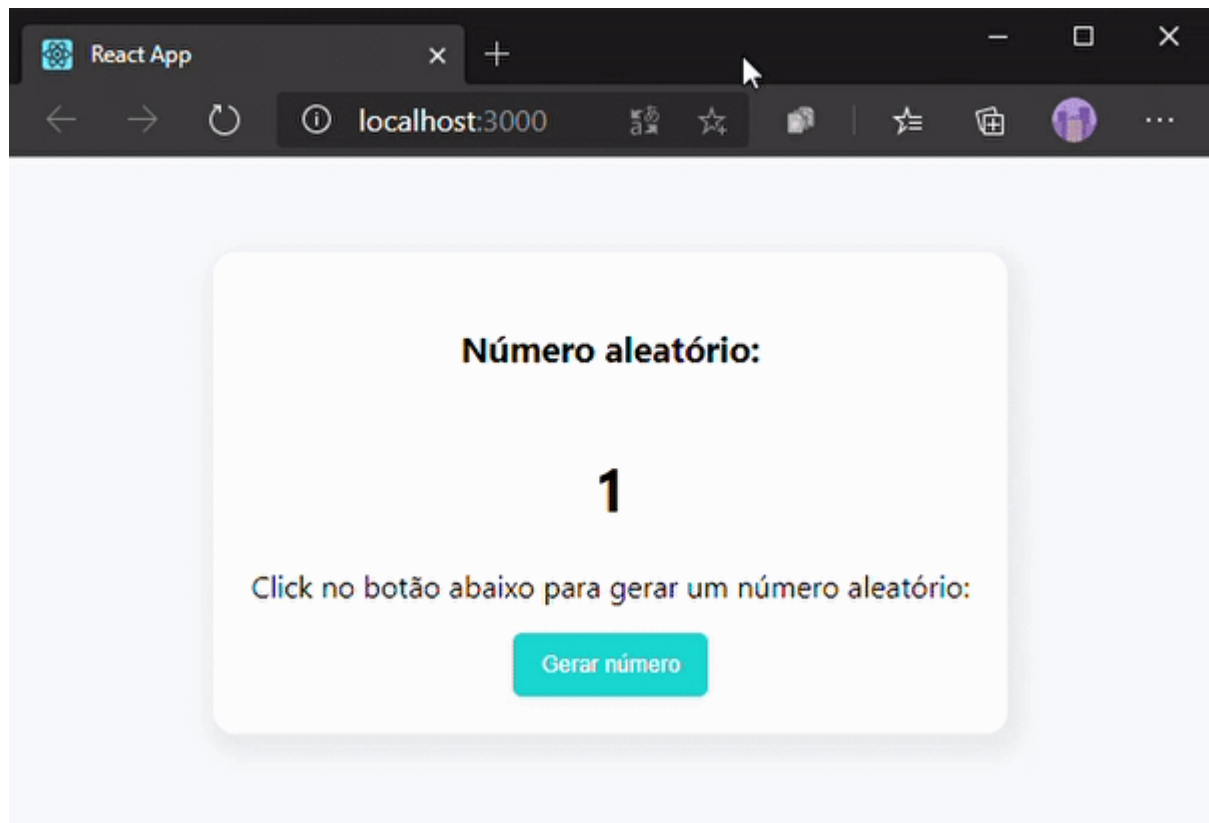 React App
localhost:3000
Número aleatório:
1
Click no botão abaixo para gerar um número aleatório:
Gerar número